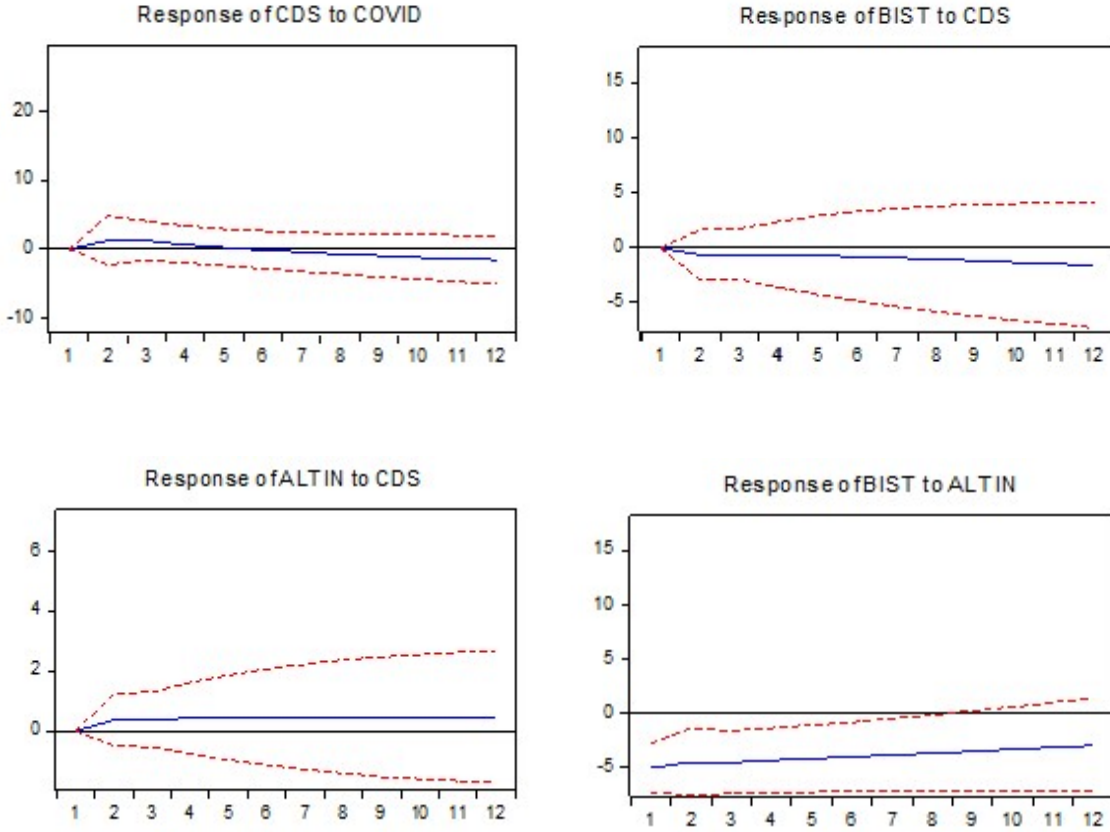 Response of CDS to COVID
20
10
0
-10
1 2 3 4 5 6 7 8 9 10 11 12
Response of BIST to CDS
15
10
5
0
-5
1 2 3 4 5 6 7 8 9 10 11 12
Response of ALTIN to CDS
6
4
2
0
1 2 3 4 5 6 7 8 9 10 11 12
Response of BIST to ALTIN
15
10
5
0
-5
1 2 3 4 5 6 7 8 9 10 11 12